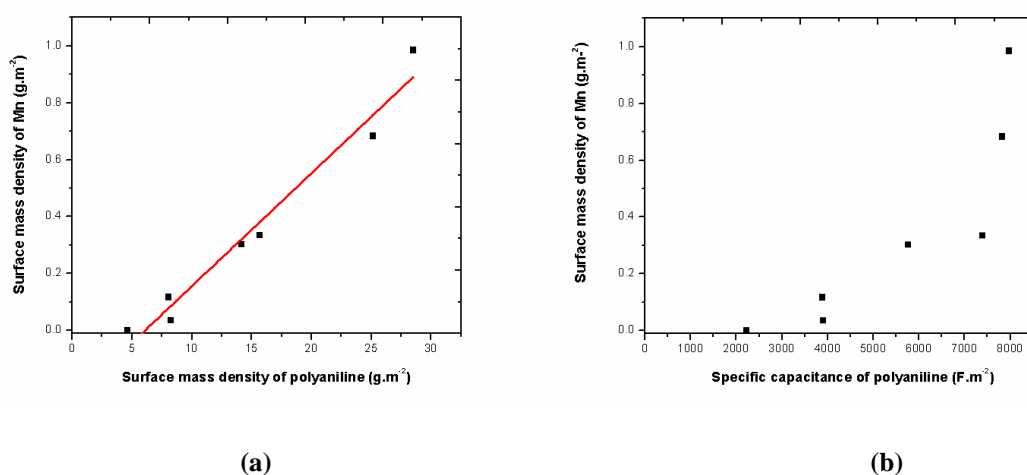 1.0
0.8
0.6
0.4
0.2
0.0
0 5 10 15 20 25 30
Surface mass density of Mn (g.m-2)
Surface mass density of polyaniline (g.m-2)
(a)
1.0
0.8
0.6
0.4
0.2
0.0
0 1000 2000 3000 4000 5000 6000 7000 8000
Surface mass density of Mn (g.m-2)
Specific capacitance of polyaniline (F.m-2)
(b)